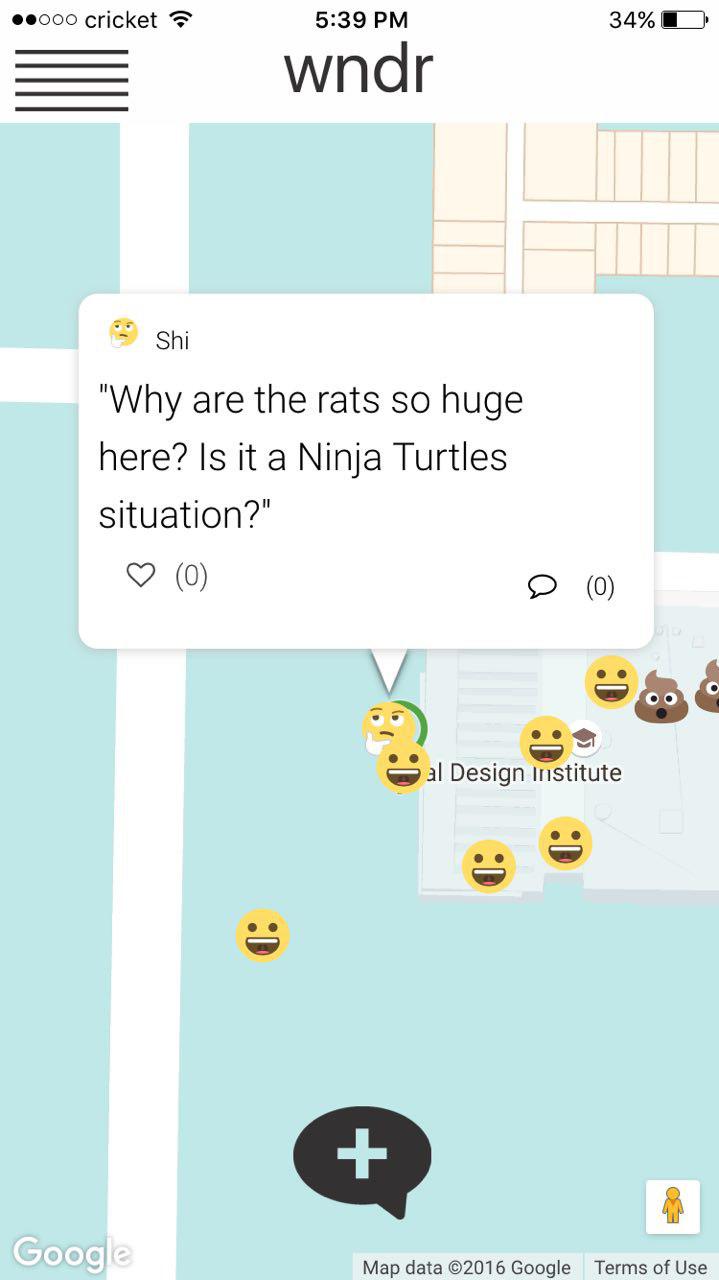 cricket 5:39 PM 34%
wndr
Shi
"Why are the rats so huge
here? Is it a Ninja Turtles
situation?"
(0) (0)
al Design Institute
Google Map data ©2016 Google Terms of Use